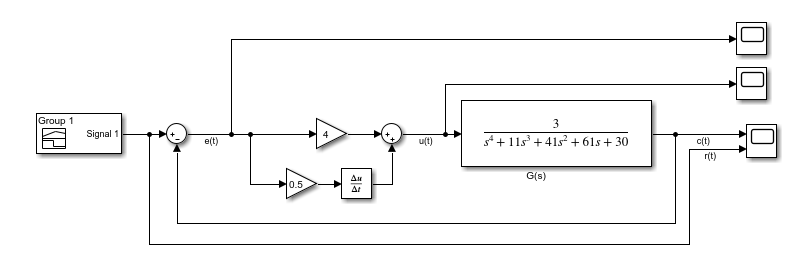 Group 1
Signal 1
+
−
e(t)
4
+
+
u(t)
3
s⁴ + 11s³ + 41s² + 61s + 30
G(s)
c(t)
r(t)
0.5
Δu
Δt